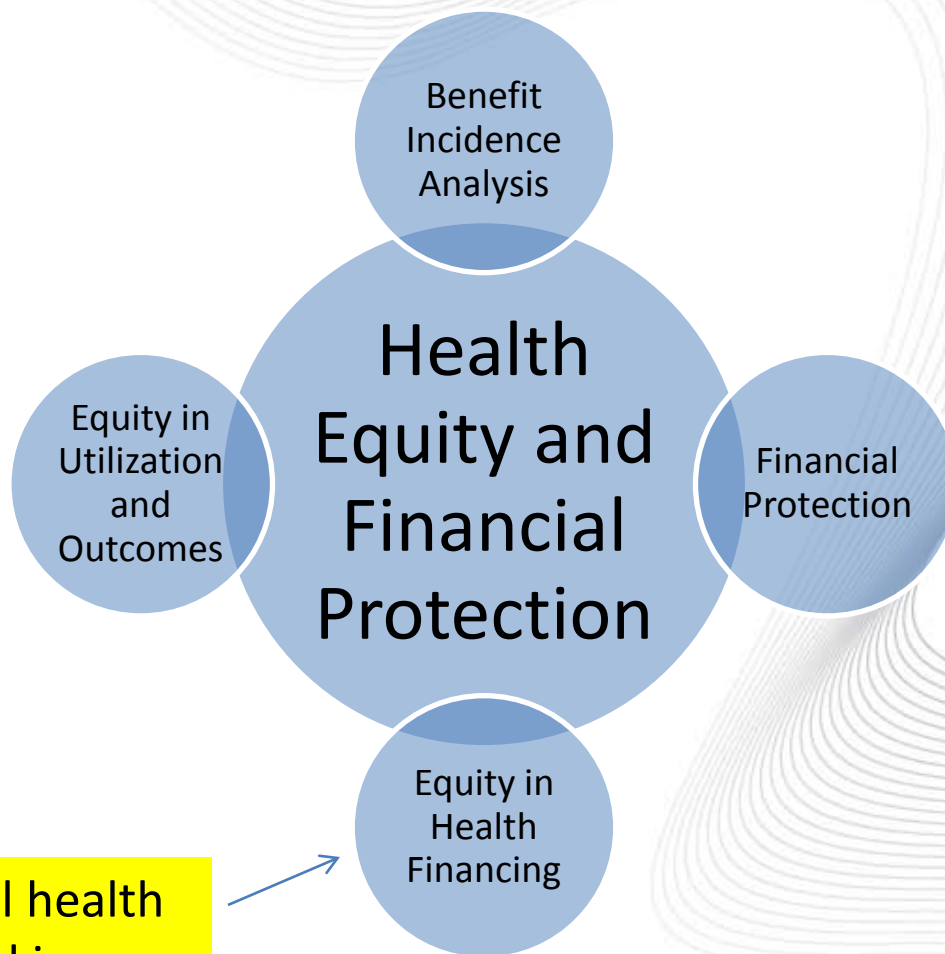 Benefit
Incidence
Analysis
Health
Equity and
Financial
Protection
Equity in
Utilization
and
Outcomes
Financial
Protection
Equity in
Health
Financing
health